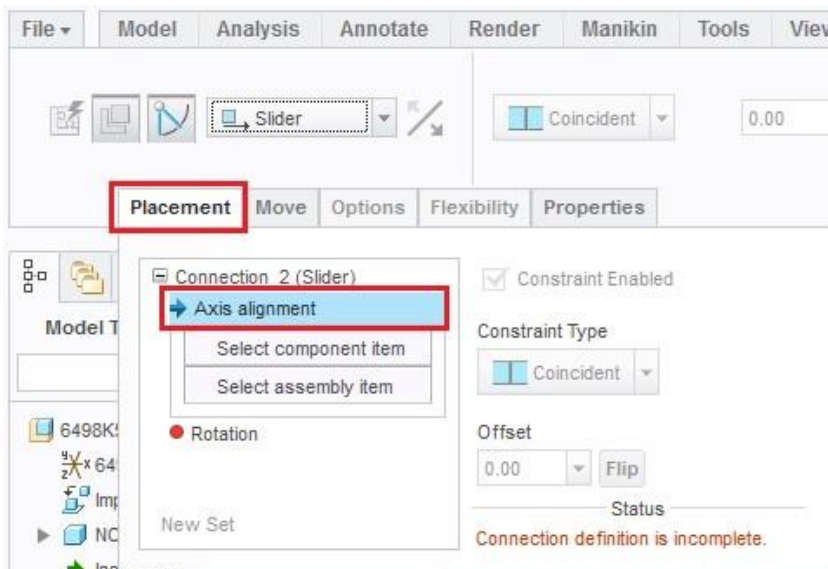 File Model Analysis Annotate Render Manikin Tools
Slider Coincident 0.00
Placement Move Options Flexibility Properties
Connection_2 (Slider)
Constraint Enabled
Axis alignment
Model
Constraint Type
Select component item
Coincident
Select assembly item
Rotation
Offset
0.00 Flip
Status
New Set
Connection definition is incomplete.